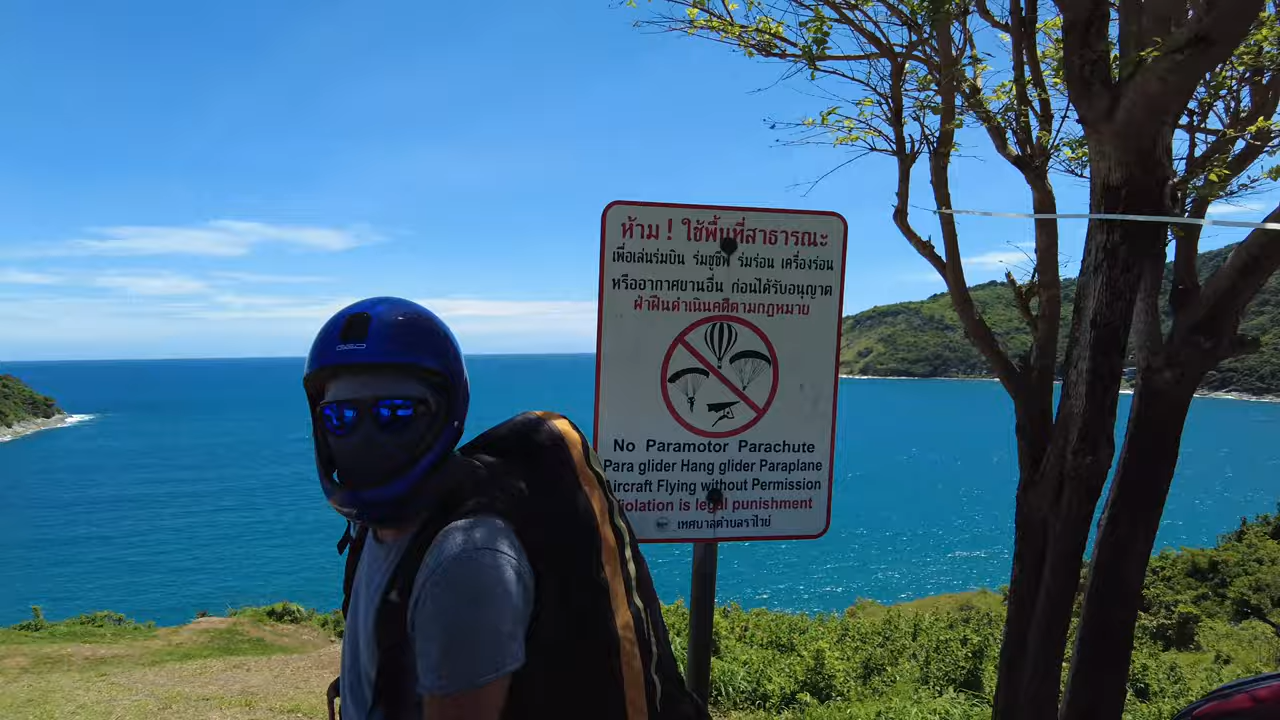 ห้าม ! ใช้พื้นที่สาธารณะ
เพื่อเล่นร่มบิน ร่มชูชีพ ร่มร่อน เครื่องร่อน
หรืออากาศยานอื่น ก่อนได้รับอนุญาต
ฝ่าฝืนดำเนินคดีตามกฎหมาย
No Paramotor Parachute
Para glider Hang glider Paraplane
Aircraft Flying without Permission
Violation is legal punishment
เทศบาลตำบลราไวย์